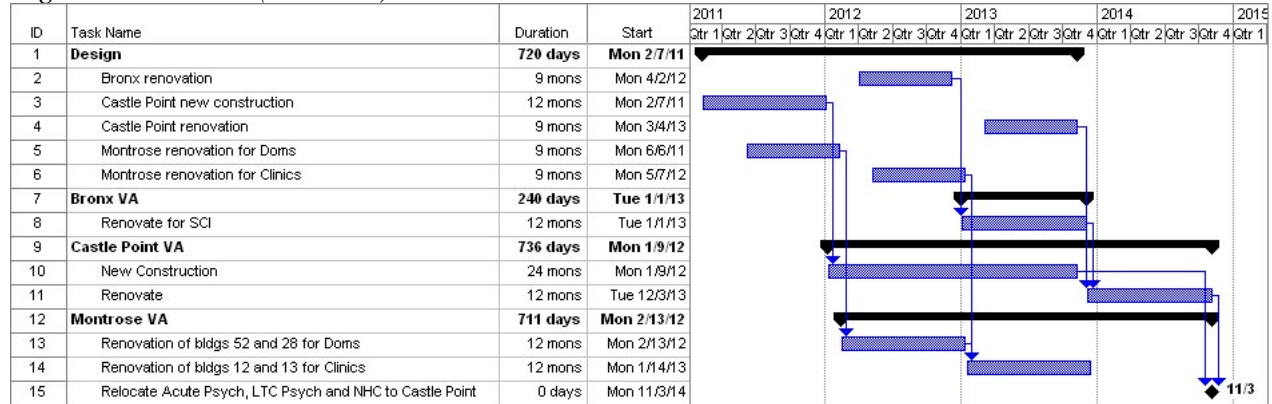 2011 2012 2013 2014 2015
ID Task Name Duration Start Qtr 1 Qtr 2 Qtr 3 Qtr 4 Qtr 1 Qtr 2 Qtr 3 Qtr 4 Qtr 1 Qtr 2 Qtr 3 Qtr 4 Qtr 1 Qtr 2 Qtr 3 Qtr 4 Qtr 1
1 Design 720 days Mon 2/7/11
2 Bronx renovation 9 mons Mon 4/2/12
3 Castle Point new construction 12 mons Mon 2/7/11
4 Castle Point renovation 9 mons Mon 3/4/13
5 Montrose renovation for Doms 9 mons Mon 6/6/11
6 Montrose renovation for Clinics 9 mons Mon 5/7/12
7 Bronx VA 240 days Tue 1/1/13
8 Renovate for SCI 12 mons Tue 1/1/13
9 Castle Point VA 736 days Mon 1/9/12
10 New Construction 24 mons Mon 1/9/12
11 Renovate 12 mons Tue 12/3/13
12 Montrose VA 711 days Mon 2/13/12
13 Renovation of bldgs 52 and 28 for Doms 12 mons Mon 2/13/12
14 Renovation of bldgs 12 and 13 for Clinics 12 mons Mon 1/14/13
15 Relocate Acute Psych, LTC Psych and NHC to Castle Point 0 days Mon 11/3/14 11/3